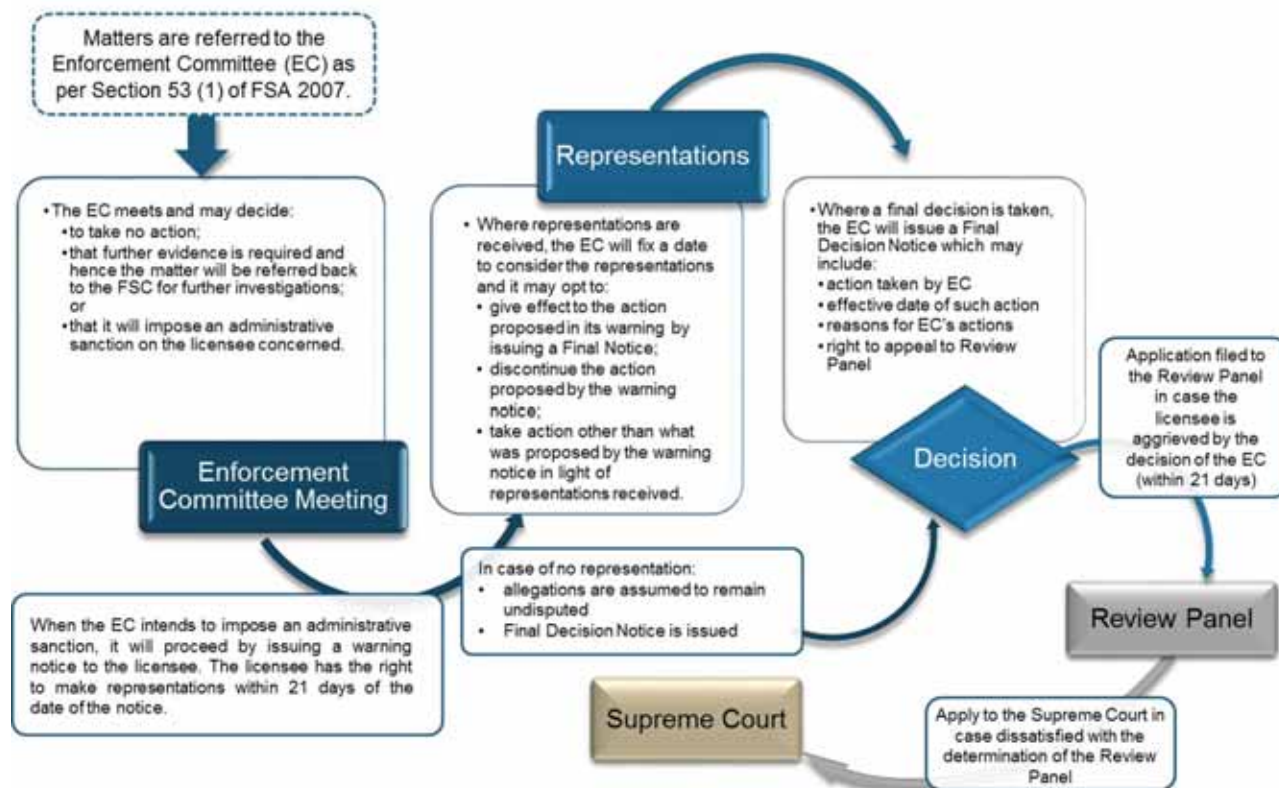 Matters are referred to the
Enforcement Committee (EC) as
per Section 53 (1) of FSA 2007.
• The EC meets and may decide:
• to take no action;
• that further evidence is required and
hence the matter will be referred back
to the FSC for further investigations;
or
• that it will impose an administrative
sanction on the licensee concerned.
Enforcement
Committee Meeting
When the EC intends to impose an administrative
sanction, it will proceed by issuing a warning
notice to the licensee. The licensee has the right
to make representations within 21 days of the
date of the notice.
Representations
• Where representations are
received, the EC will fix a date
to consider the representations
and it may opt to:
• give effect to the action
proposed in its warning by
issuing a Final Notice;
• discontinue the action
proposed by the warning
notice;
• take action other than what
was proposed by the warning
notice in light of
representations received.
In case of no representation:
• allegations are assumed to remain
undisputed
• Final Decision Notice is issued
• Where a final decision is taken,
the EC will issue a Final
Decision Notice which may
include:
• action taken by EC
• effective date of such action
• reasons for EC's actions
• right to appeal to Review
Panel
Decision
Application filed to
the Review Panel
in case the
licensee is
aggrieved by the
decision of the EC
(within 21 days)
Review Panel
Apply to the Supreme Court in
case dissatisfied with the
determination of the Review
Panel
Supreme Court